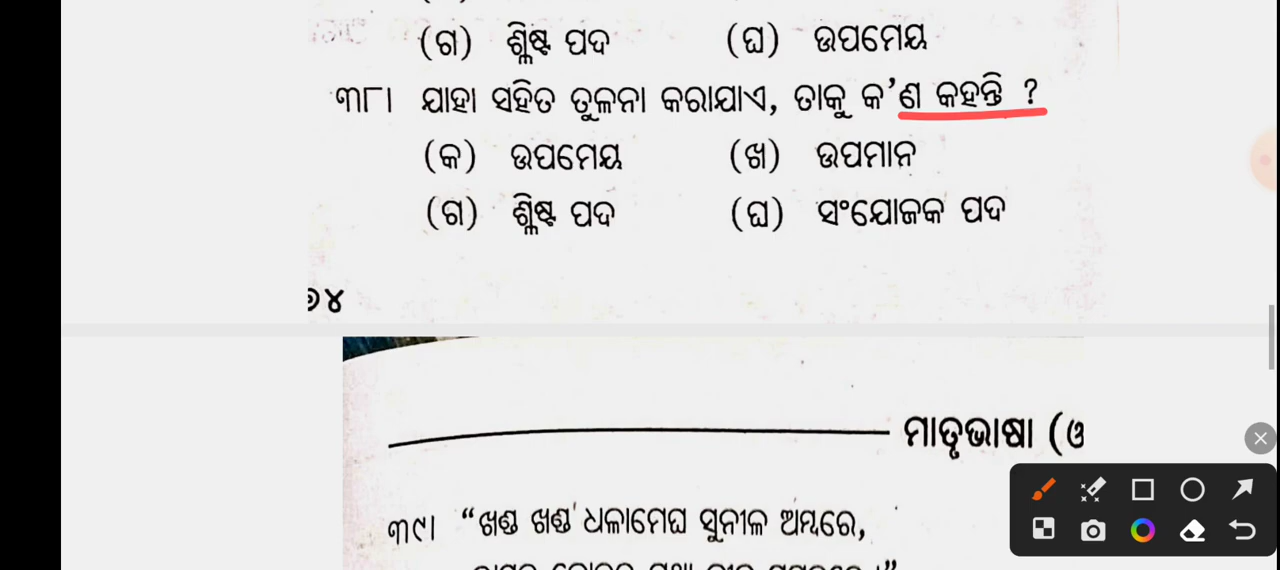 (ଗ) ଶ୍ଳିଷ୍ଟ ପଦ (ଘ) ଉପମେୟ
୩୮। ଯାହା ସହିତ ତୁଳନା କରାଯାଏ, ତାକୁ କ'ଣ କହନ୍ତି ?
(କ) ଉପମେୟ (ଖ) ଉପମାନ
(ଗ) ଶ୍ଳିଷ୍ଟ ପଦ (ଘ) ସଂଯୋଜକ ପଦ
୬୪
ମାତୃଭାଷା (ଓ
୩୯। “ଖଣ୍ଡ ଖଣ୍ଡ ଧଳାମେଘ ସୁନୀଳ ଅମ୍ବରେ,